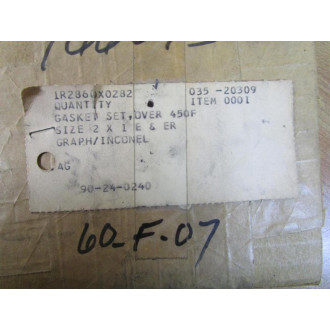 1R2860X0282 035-20309
QUANTITY ITEM 0001
GASKET SET, OVER 450F
SIZE 2 X 1 E & ER
GRAPH/INCONEL
AG
90-24-0240
60-F-07